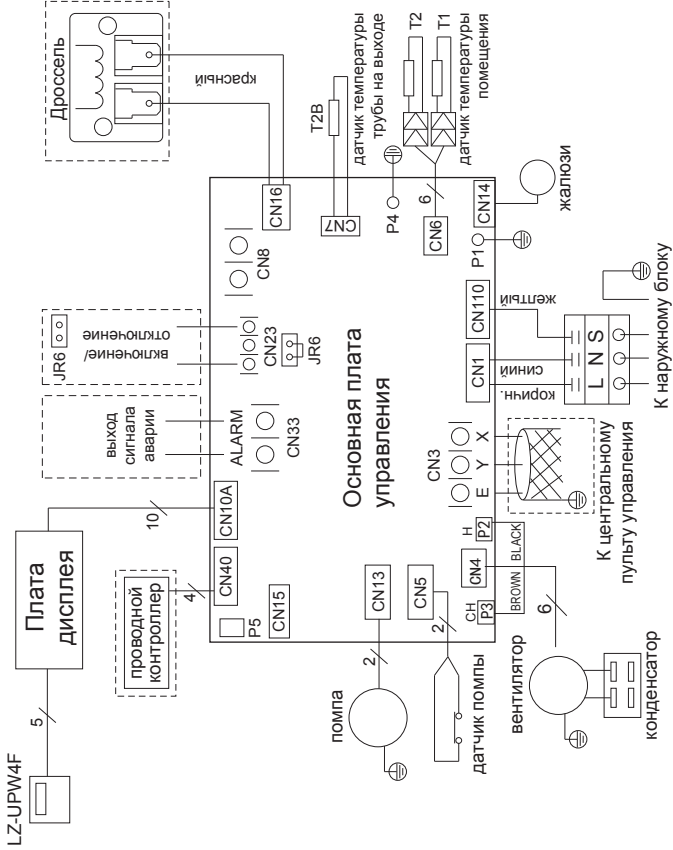 LZ-UPW4F
5
Плата
дисплея
10
проводной
контроллер
4
выход
сигнала
аварии
ALARM
CN33
JR6
включение/
отключение
CN23
JR6
Дроссель
красный
CN16
CN8
CN10A
CN40
P5
CN15
CN7
T2B
датчик температуры
трубы на выходе
P4
T2
T1
6
CN6
датчик температуры
помещения
Основная плата
управления
CN13
2
помпа
CN5
2
датчик помпы
CH
P3
CN4
H
P2
BROWN
BLACK
6
вентилятор
конденсатор
CN3
E
Y
X
К центральному
пульту управления
CN1
CN110
коричн.
синий
желтый
L N S
К наружному блоку
P1
CN14
жалюзи